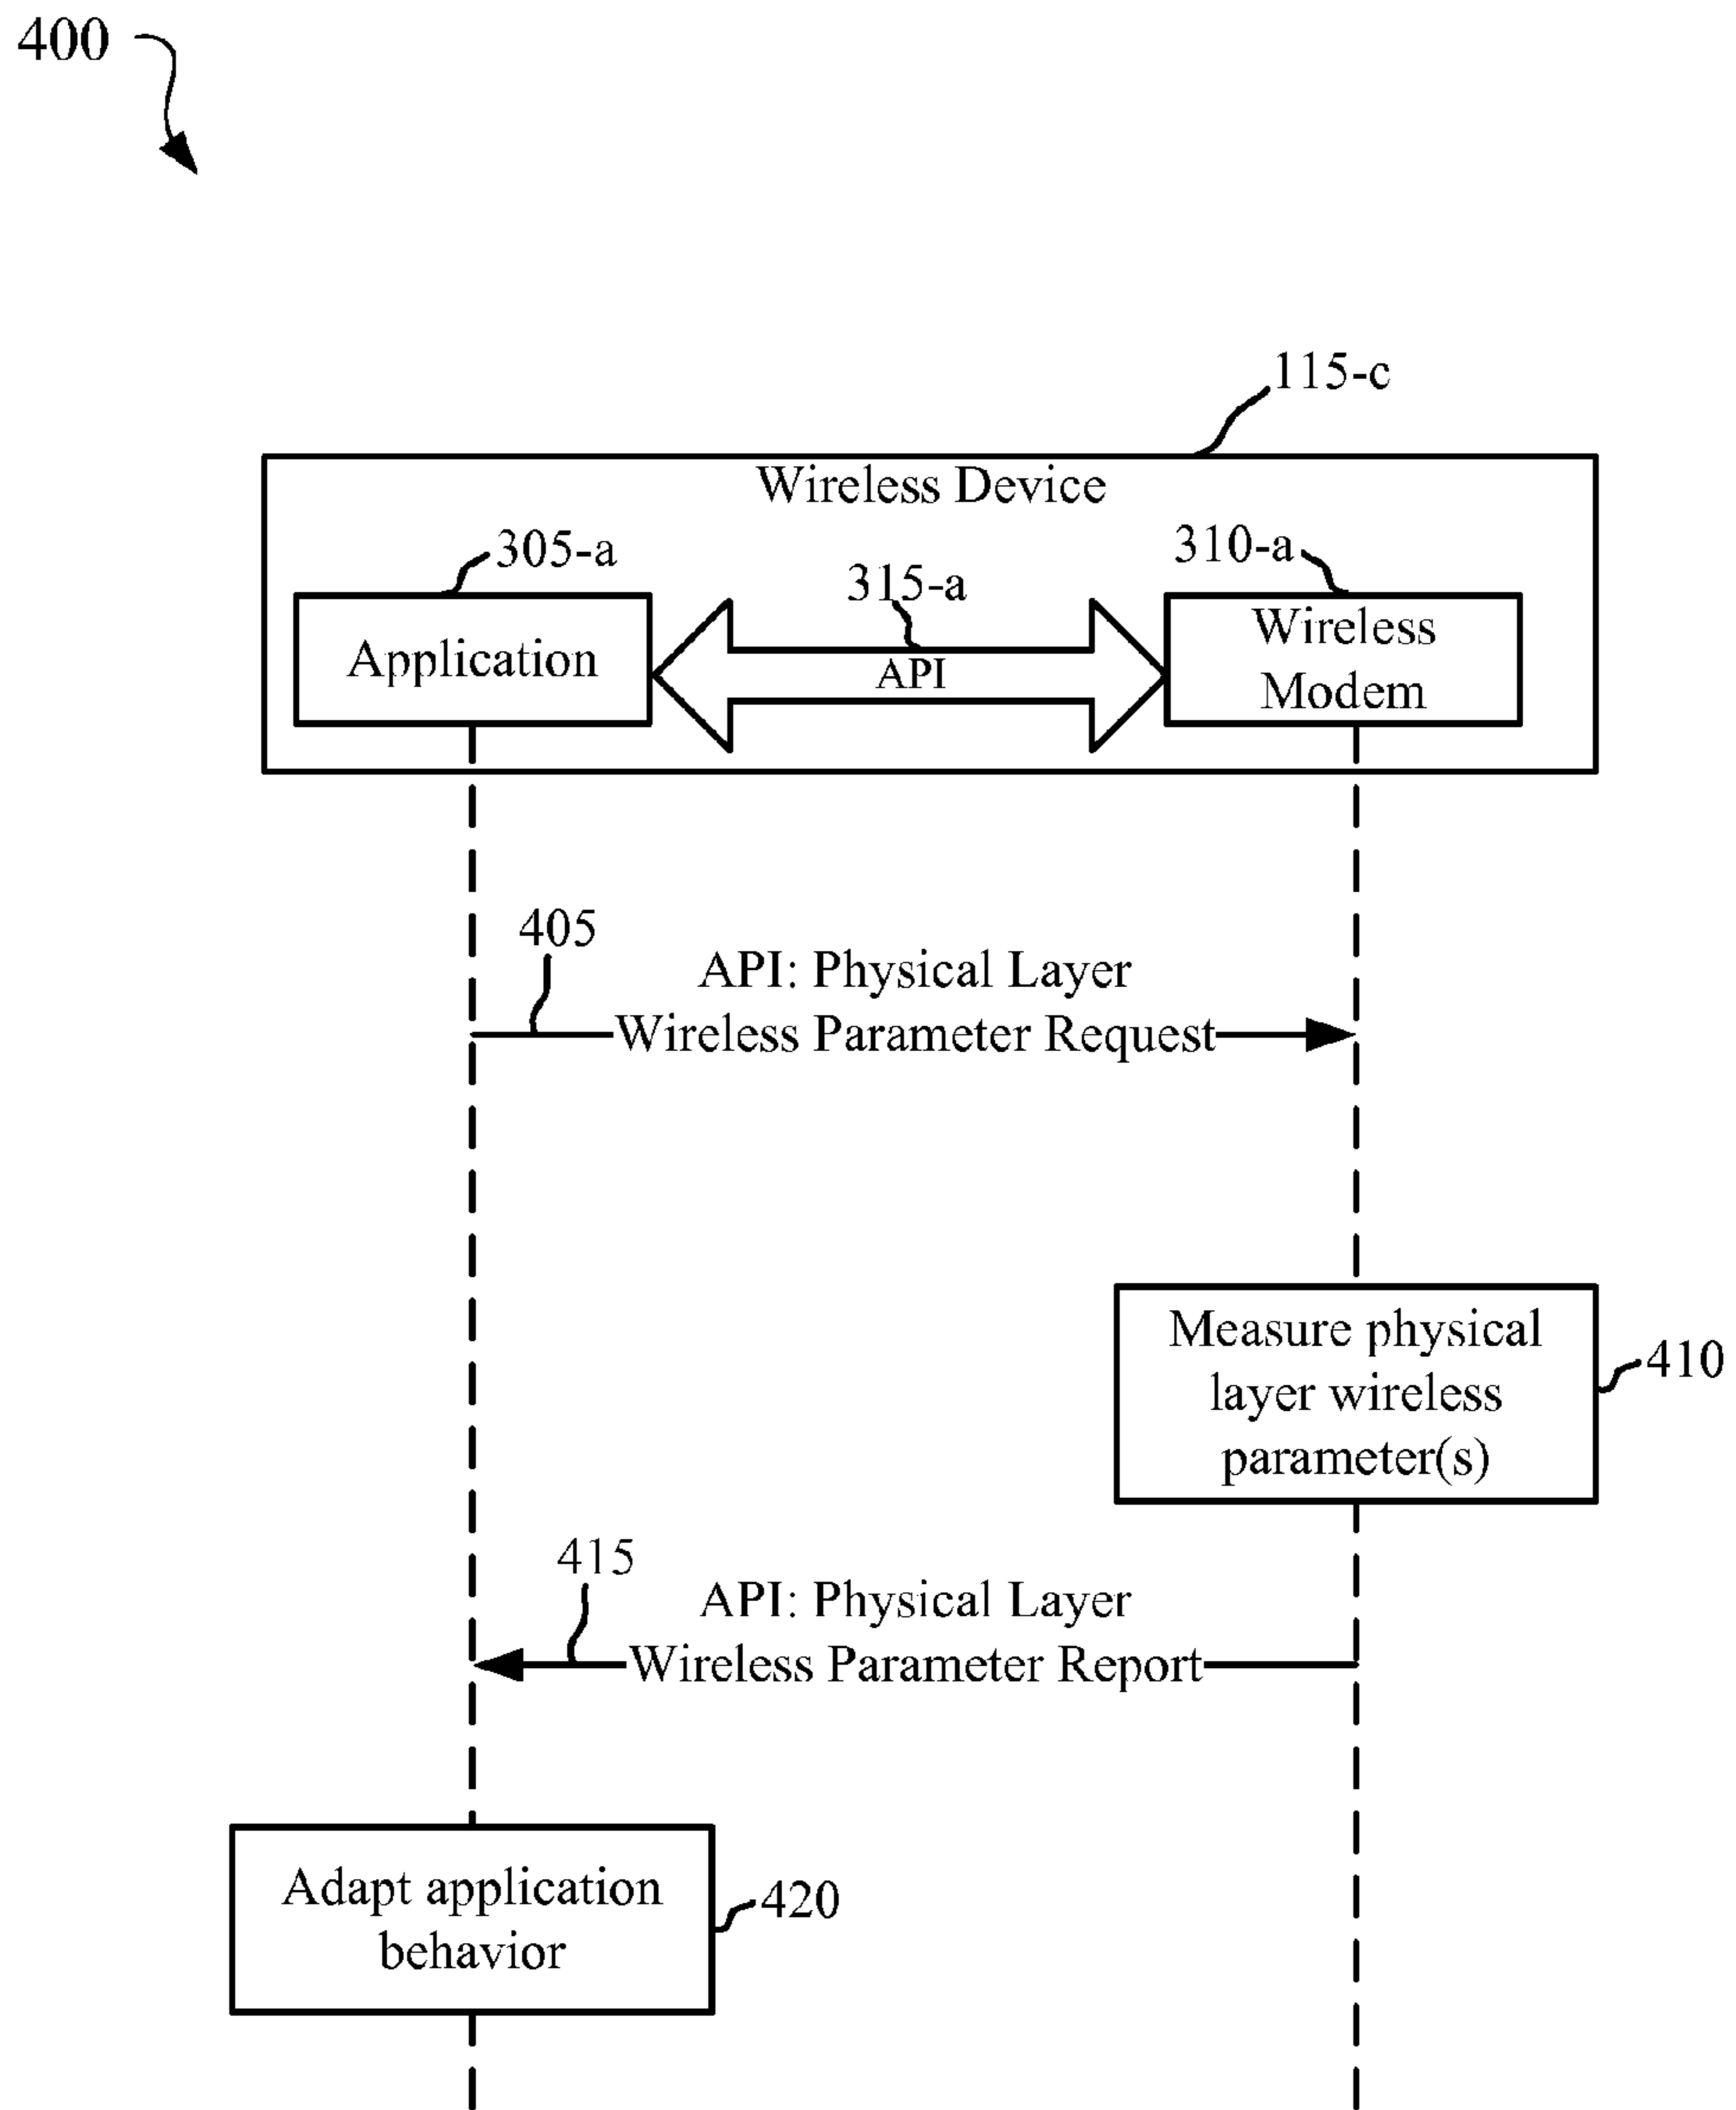 400
115-c
Wireless Device
305-a
310-a
315-a
Application
API
Wireless
Modem
405
API: Physical Layer
Wireless Parameter Request
Measure physical
layer wireless
parameter(s)
410
415
API: Physical Layer
Wireless Parameter Report
Adapt application
behavior
420